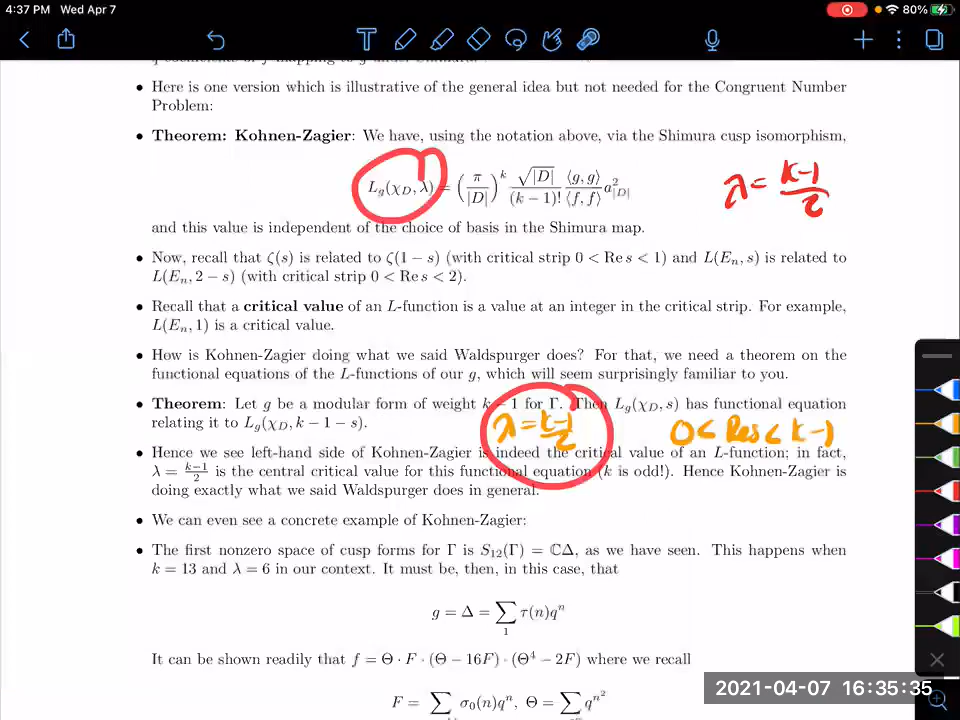 4:37 PM Wed Apr 7
80%
• Here is one version which is illustrative of the general idea but not needed for the Congruent Number
Problem:
• Theorem: Kohnen-Zagier: We have, using the notation above, via the Shimura cusp isomorphism,
L_g(χ_D, λ) = (π/|D|)^k √|D|/(k − 1)! ⟨g, g⟩/⟨f, f⟩ a²_{|D|}
λ = k-1/2
and this value is independent of the choice of basis in the Shimura map.
• Now, recall that ζ(s) is related to ζ(1 − s) (with critical strip 0 < Re s < 1) and L(E_n, s) is related to
L(E_n, 2 − s) (with critical strip 0 < Re s < 2).
• Recall that a critical value of an L-function is a value at an integer in the critical strip. For example,
L(E_n, 1) is a critical value.
• How is Kohnen-Zagier doing what we said Waldspurger does? For that, we need a theorem on the
functional equations of the L-functions of our g, which will seem surprisingly familiar to you.
• Theorem: Let g be a modular form of weight k − 1 for Γ. Then L_g(χ_D, s) has functional equation
relating it to L_g(χ_D, k − 1 − s).
λ = k-1/2
0 < Re s < k-1
• Hence we see left-hand side of Kohnen-Zagier is indeed the critical value of an L-function; in fact,
λ = k−1/2 is the central critical value for this functional equation (k is odd!). Hence Kohnen-Zagier is
doing exactly what we said Waldspurger does in general.
• We can even see a concrete example of Kohnen-Zagier:
• The first nonzero space of cusp forms for Γ is S₁₂(Γ) = ℂΔ, as we have seen. This happens when
k = 13 and λ = 6 in our context. It must be, then, in this case, that
g = Δ = ∑₁ τ(n)qⁿ
It can be shown readily that f = Θ · F · (Θ − 16F) · (Θ⁴ − 2F) where we recall
F = ∑ σ₀(n)qⁿ, Θ = ∑ q^{n²}
2021-04-07 16:35:35